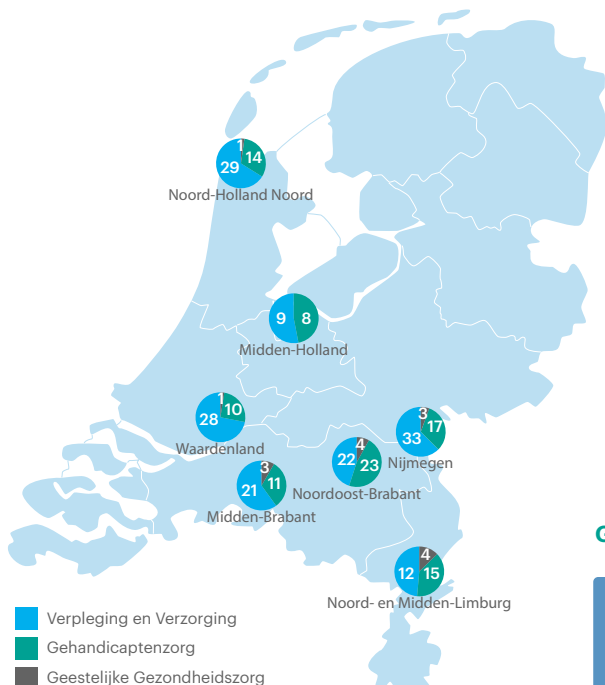 1
14
29
Noord-Holland Noord
9 8
Midden-Holland
1
10
28
Waardenland
3
17
33
Nijmegen
4
22 23
Noordoost-Brabant
3
11
21
Midden-Brabant
4
12 15
Noord- en Midden-Limburg
G
Verpleging en Verzorging
Gehandicaptenzorg
Geestelijke Gezondheidszorg